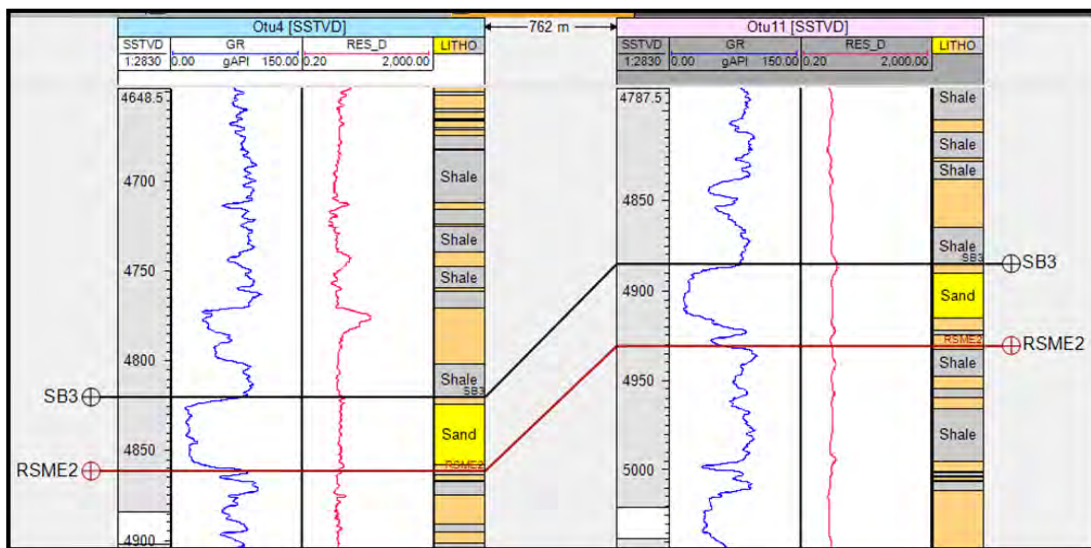 Otu4 [SSTVD]
762 m
Otu11 [SSTVD]
SSTVD GR RES_D LITHO
1:2830 0.00 gAPI 150.00 0.20 2,000.00
SSTVD GR RES_D LITHO
1:2830 0.00 gAPI 150.00 0.20 2,000.00
4648.5
4700
Shale
Shale
4750
Shale
4800
Shale
SB3
SB3
Sand
4850
RSME2
RSME2
4900
4787.5
Shale
Shale
Shale
4850
Shale
SB3
SB3
4900
Sand
RSME2
RSME2
Shale
4950
Shale
5000